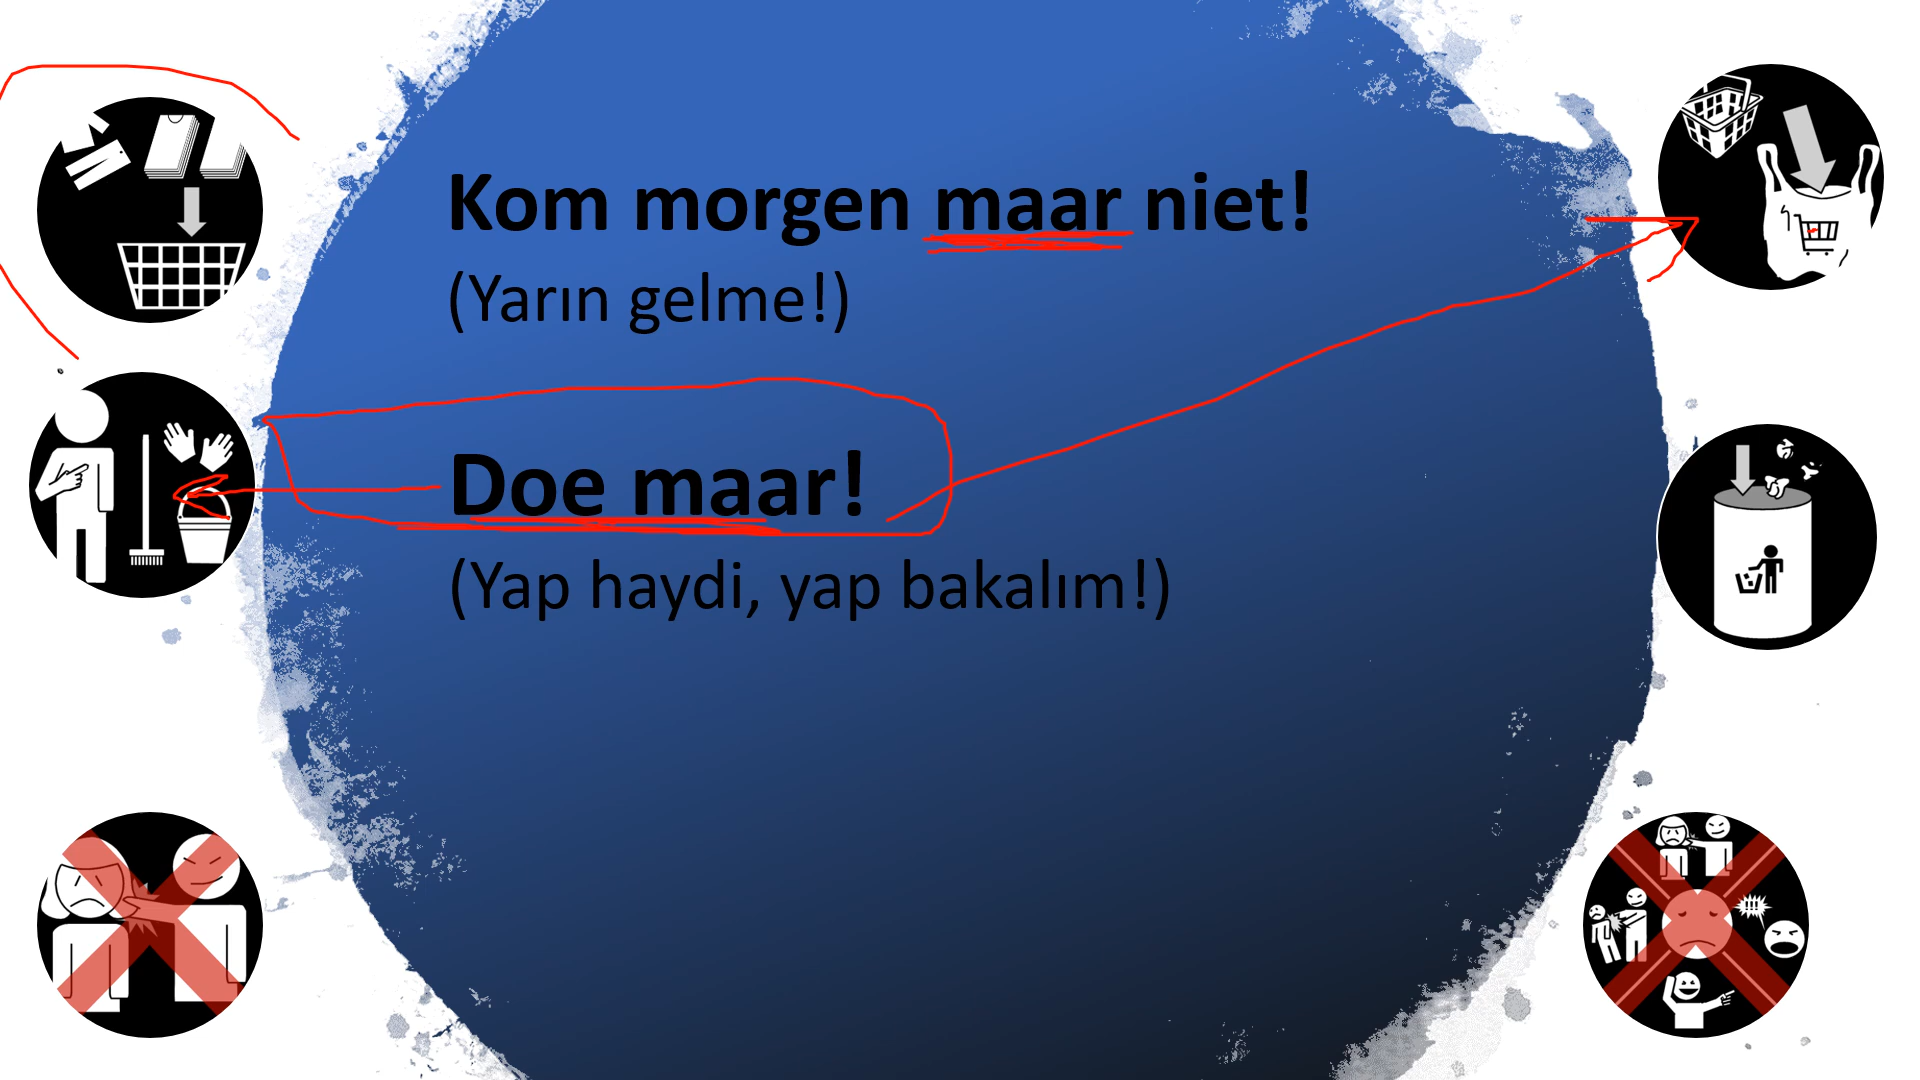 Kom morgen maar niet!
(Yarın gelme!)
Doe maar!
(Yap haydi, yap bakalım!)
!!!